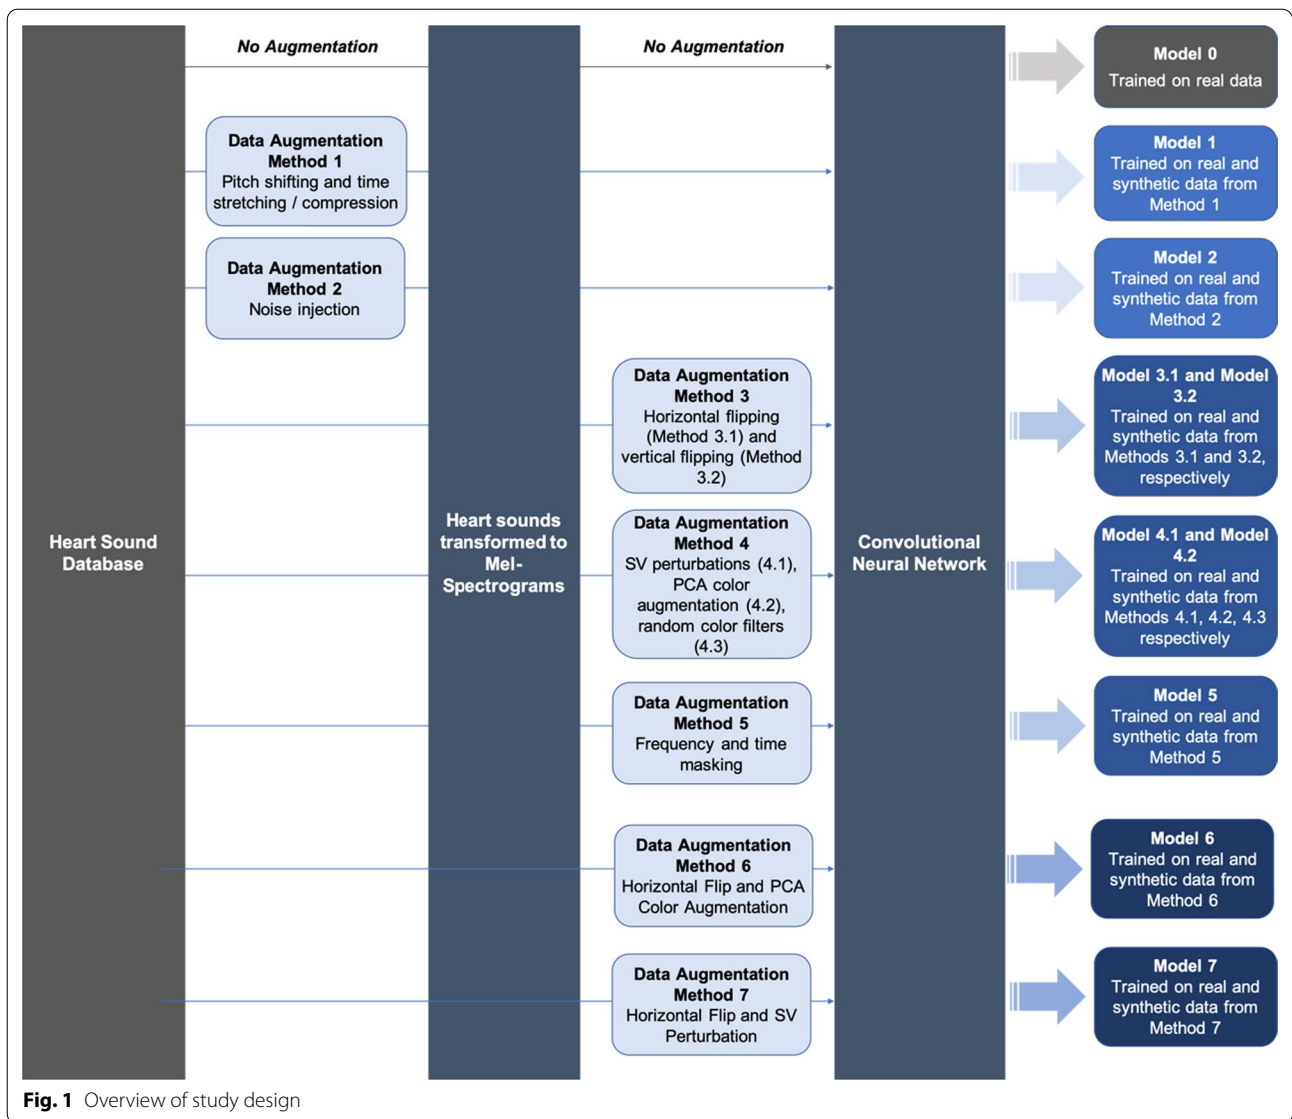 No Augmentation
No Augmentation
Model 0
Trained on real data
Data Augmentation
Method 1
Pitch shifting and time
stretching / compression
Model 1
Trained on real and
synthetic data from
Method 1
Data Augmentation
Method 2
Noise injection
Model 2
Trained on real and
synthetic data from
Method 2
Data Augmentation
Method 3
Horizontal flipping
(Method 3.1) and
vertical flipping (Method
3.2)
Model 3.1 and Model
3.2
Trained on real and
synthetic data from
Methods 3.1 and 3.2,
respectively
Heart Sound
Database
Heart sounds
transformed to
Mel-
Spectrograms
Data Augmentation
Method 4
SV perturbations (4.1),
PCA color
augmentation (4.2),
random color filters
(4.3)
Convolutional
Neural Network
Model 4.1 and Model
4.2
Trained on real and
synthetic data from
Methods 4.1, 4.2, 4.3
respectively
Data Augmentation
Method 5
Frequency and time
masking
Model 5
Trained on real and
synthetic data from
Method 5
Data Augmentation
Method 6
Horizontal Flip and PCA
Color Augmentation
Model 6
Trained on real and
synthetic data from
Method 6
Data Augmentation
Method 7
Horizontal Flip and SV
Perturbation
Model 7
Trained on real and
synthetic data from
Method 7
Fig. 1 Overview of study design